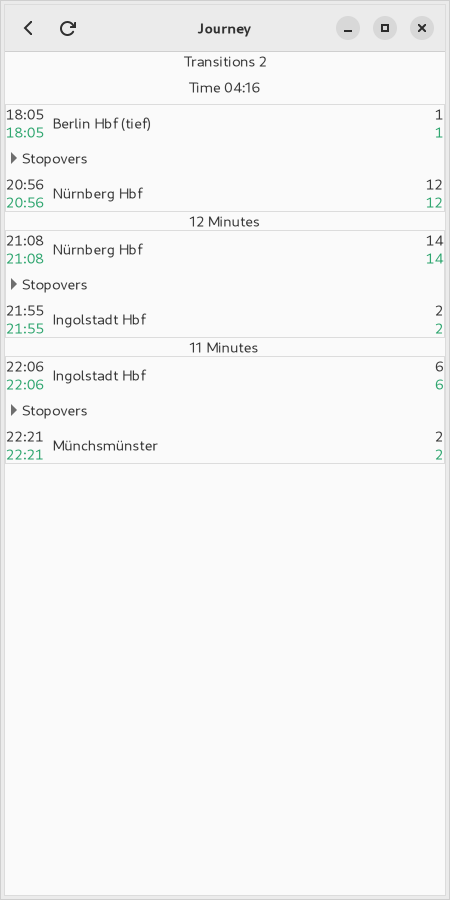 Journey
Transitions 2
Time 04:16
18:05 Berlin Hbf (tief) 1
18:05 1
Stopovers
20:56 Nürnberg Hbf 12
20:56 12
12 Minutes
21:08 Nürnberg Hbf 14
21:08 14
Stopovers
21:55 Ingolstadt Hbf 2
21:55 2
11 Minutes
22:06 Ingolstadt Hbf 6
22:06 6
Stopovers
22:21 Münchsmünster 2
22:21 2